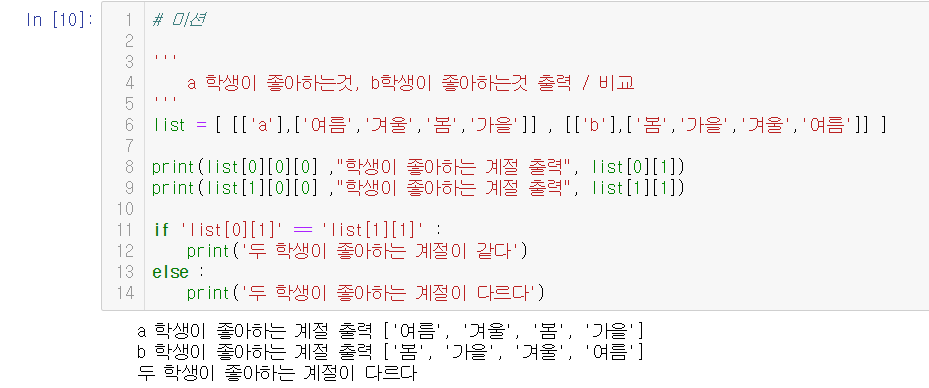 In [10]:
1 # 미션
2
3 '''
4 a 학생이 좋아하는것, b학생이 좋아하는것 출력 / 비교
5 '''
6 list = [ [['a'],['여름','겨울','봄','가을']] , [['b'],['봄','가을','겨울','여름']] ]
7
8 print(list[0][0][0] ,"학생이 좋아하는 계절 출력", list[0][1])
9 print(list[1][0][0] ,"학생이 좋아하는 계절 출력", list[1][1])
10
11 if 'list[0][1]' == 'list[1][1]' :
12     print('두 학생이 좋아하는 계절이 같다')
13 else :
14     print('두 학생이 좋아하는 계절이 다르다')
a 학생이 좋아하는 계절 출력 ['여름', '겨울', '봄', '가을']
b 학생이 좋아하는 계절 출력 ['봄', '가을', '겨울', '여름']
두 학생이 좋아하는 계절이 다르다